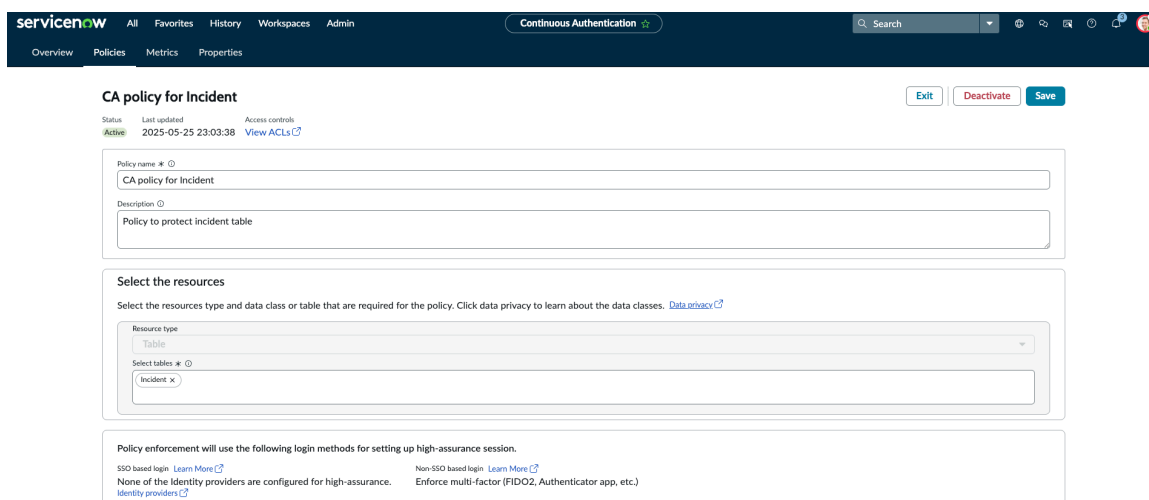 servicenow All Favorites History Workspaces Admin Continuous Authentication Search 3
Overview Policies Metrics Properties
CA policy for Incident Exit Deactivate Save
Status Last updated Access controls
Active 2025-05-25 23:03:38 View ACLs
Policy name *
CA policy for Incident
Description
Policy to protect incident table
Select the resources
Select the resources type and data class or table that are required for the policy. Click data privacy to learn about the data classes. Data privacy
Resource type
Table
Select tables *
Incident ×
Policy enforcement will use the following login methods for setting up high-assurance session.
SSO based login Learn More Non-SSO based login Learn More
None of the Identity providers are configured for high-assurance. Enforce multi-factor (FIDO2, Authenticator app, etc.)
Identity providers